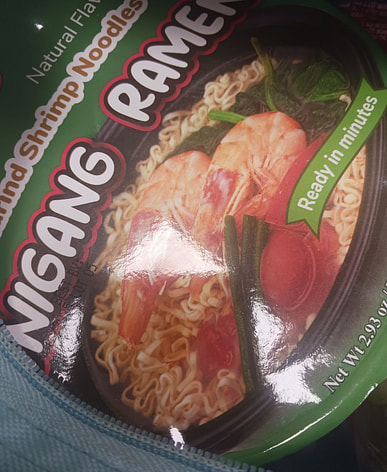 Natural Flav
rind Shrimp Noodles
NIGANG RAMEN
Ready in minutes
Net Wt 2.93 oz